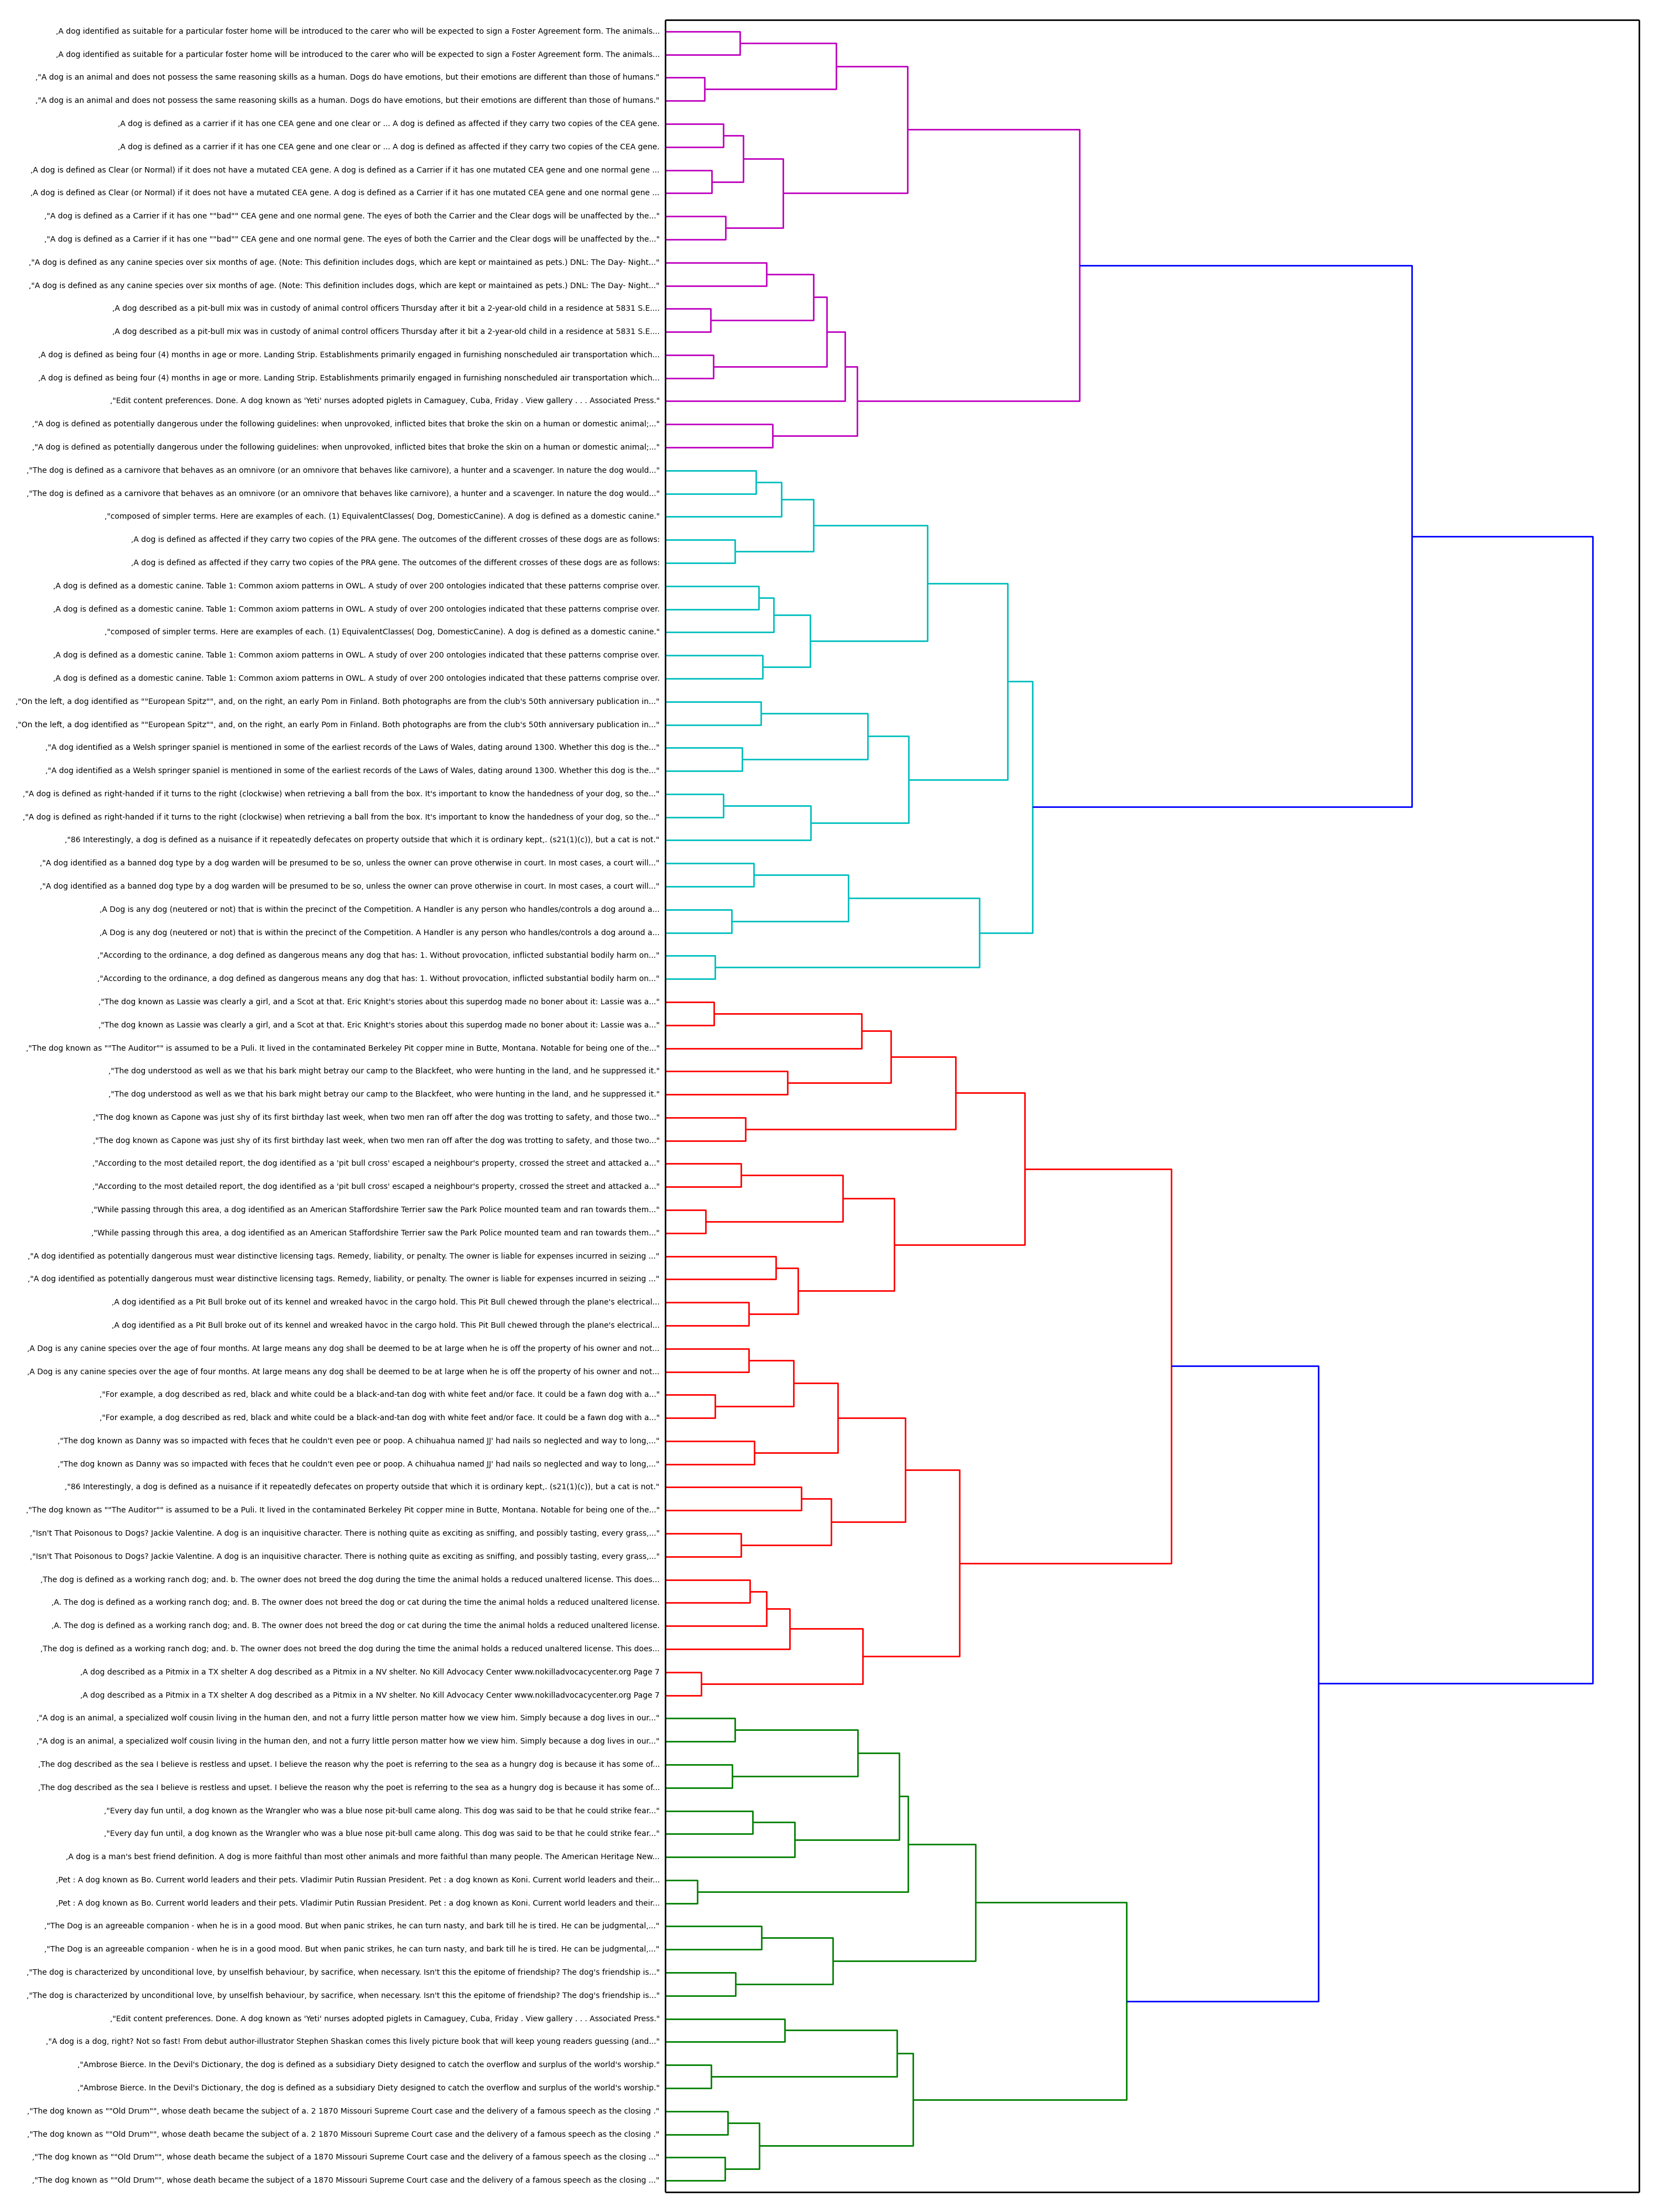 ,A dog identified as suitable for a particular foster home will be introduced to the carer who will be expected to sign a Foster Agreement form. The animals...
,A dog identified as suitable for a particular foster home will be introduced to the carer who will be expected to sign a Foster Agreement form. The animals...
,"A dog is an animal and does not possess the same reasoning skills as a human. Dogs do have emotions, but their emotions are different than those of humans."
,"A dog is an animal and does not possess the same reasoning skills as a human. Dogs do have emotions, but their emotions are different than those of humans."
,A dog is defined as a carrier if it has one CEA gene and one clear or ... A dog is defined as affected if they carry two copies of the CEA gene.
,A dog is defined as a carrier if it has one CEA gene and one clear or ... A dog is defined as affected if they carry two copies of the CEA gene.
,A dog is defined as Clear (or Normal) if it does not have a mutated CEA gene. A dog is defined as a Carrier if it has one mutated CEA gene and one normal gene ...
,A dog is defined as Clear (or Normal) if it does not have a mutated CEA gene. A dog is defined as a Carrier if it has one mutated CEA gene and one normal gene ...
,"A dog is defined as a Carrier if it has one ""bad"" CEA gene and one normal gene. The eyes of both the Carrier and the Clear dogs will be unaffected by the..."
,"A dog is defined as a Carrier if it has one ""bad"" CEA gene and one normal gene. The eyes of both the Carrier and the Clear dogs will be unaffected by the..."
,"A dog is defined as any canine species over six months of age. (Note: This definition includes dogs, which are kept or maintained as pets.) DNL: The Day- Night..."
,"A dog is defined as any canine species over six months of age. (Note: This definition includes dogs, which are kept or maintained as pets.) DNL: The Day- Night..."
,A dog described as a pit-bull mix was in custody of animal control officers Thursday after it bit a 2-year-old child in a residence at 5831 S.E....
,A dog described as a pit-bull mix was in custody of animal control officers Thursday after it bit a 2-year-old child in a residence at 5831 S.E....
,A dog is defined as being four (4) months in age or more. Landing Strip. Establishments primarily engaged in furnishing nonscheduled air transportation which...
,A dog is defined as being four (4) months in age or more. Landing Strip. Establishments primarily engaged in furnishing nonscheduled air transportation which...
,"Edit content preferences. Done. A dog known as 'Yeti' nurses adopted piglets in Camaguey, Cuba, Friday . View gallery . . . Associated Press."
,"A dog is defined as potentially dangerous under the following guidelines: when unprovoked, inflicted bites that broke the skin on a human or domestic animal;..."
,"A dog is defined as potentially dangerous under the following guidelines: when unprovoked, inflicted bites that broke the skin on a human or domestic animal;..."
,"The dog is defined as a carnivore that behaves as an omnivore (or an omnivore that behaves like carnivore), a hunter and a scavenger. In nature the dog would..."
,"The dog is defined as a carnivore that behaves as an omnivore (or an omnivore that behaves like carnivore), a hunter and a scavenger. In nature the dog would..."
,"composed of simpler terms. Here are examples of each. (1) EquivalentClasses( Dog, DomesticCanine). A dog is defined as a domestic canine."
,A dog is defined as affected if they carry two copies of the PRA gene. The outcomes of the different crosses of these dogs are as follows:
,A dog is defined as affected if they carry two copies of the PRA gene. The outcomes of the different crosses of these dogs are as follows:
,A dog is defined as a domestic canine. Table 1: Common axiom patterns in OWL. A study of over 200 ontologies indicated that these patterns comprise over.
,A dog is defined as a domestic canine. Table 1: Common axiom patterns in OWL. A study of over 200 ontologies indicated that these patterns comprise over.
,"composed of simpler terms. Here are examples of each. (1) EquivalentClasses( Dog, DomesticCanine). A dog is defined as a domestic canine."
,A dog is defined as a domestic canine. Table 1: Common axiom patterns in OWL. A study of over 200 ontologies indicated that these patterns comprise over.
,A dog is defined as a domestic canine. Table 1: Common axiom patterns in OWL. A study of over 200 ontologies indicated that these patterns comprise over.
,"On the left, a dog identified as ""European Spitz"", and, on the right, an early Pom in Finland. Both photographs are from the club's 50th anniversary publication in..."
,"On the left, a dog identified as ""European Spitz"", and, on the right, an early Pom in Finland. Both photographs are from the club's 50th anniversary publication in..."
,"A dog identified as a Welsh springer spaniel is mentioned in some of the earliest records of the Laws of Wales, dating around 1300. Whether this dog is the..."
,"A dog identified as a Welsh springer spaniel is mentioned in some of the earliest records of the Laws of Wales, dating around 1300. Whether this dog is the..."
,"A dog is defined as right-handed if it turns to the right (clockwise) when retrieving a ball from the box. It's important to know the handedness of your dog, so the..."
,"A dog is defined as right-handed if it turns to the right (clockwise) when retrieving a ball from the box. It's important to know the handedness of your dog, so the..."
,"86 Interestingly, a dog is defined as a nuisance if it repeatedly defecates on property outside that which it is ordinary kept,. (s21(1)(c)), but a cat is not."
,"A dog identified as a banned dog type by a dog warden will be presumed to be so, unless the owner can prove otherwise in court. In most cases, a court will..."
,"A dog identified as a banned dog type by a dog warden will be presumed to be so, unless the owner can prove otherwise in court. In most cases, a court will..."
,A Dog is any dog (neutered or not) that is within the precinct of the Competition. A Handler is any person who handles/controls a dog around a...
,A Dog is any dog (neutered or not) that is within the precinct of the Competition. A Handler is any person who handles/controls a dog around a...
,"According to the ordinance, a dog defined as dangerous means any dog that has: 1. Without provocation, inflicted substantial bodily harm on..."
,"According to the ordinance, a dog defined as dangerous means any dog that has: 1. Without provocation, inflicted substantial bodily harm on..."
,"The dog known as Lassie was clearly a girl, and a Scot at that. Eric Knight's stories about this superdog made no boner about it: Lassie was a..."
,"The dog known as Lassie was clearly a girl, and a Scot at that. Eric Knight's stories about this superdog made no boner about it: Lassie was a..."
,"The dog known as ""The Auditor"" is assumed to be a Puli. It lived in the contaminated Berkeley Pit copper mine in Butte, Montana. Notable for being one of the..."
,"The dog understood as well as we that his bark might betray our camp to the Blackfeet, who were hunting in the land, and he suppressed it."
,"The dog understood as well as we that his bark might betray our camp to the Blackfeet, who were hunting in the land, and he suppressed it."
,"The dog known as Capone was just shy of its first birthday last week, when two men ran off after the dog was trotting to safety, and those two..."
,"The dog known as Capone was just shy of its first birthday last week, when two men ran off after the dog was trotting to safety, and those two..."
,"According to the most detailed report, the dog identified as a 'pit bull cross' escaped a neighbour's property, crossed the street and attacked a..."
,"According to the most detailed report, the dog identified as a 'pit bull cross' escaped a neighbour's property, crossed the street and attacked a..."
,"While passing through this area, a dog identified as an American Staffordshire Terrier saw the Park Police mounted team and ran towards them..."
,"While passing through this area, a dog identified as an American Staffordshire Terrier saw the Park Police mounted team and ran towards them..."
,"A dog identified as potentially dangerous must wear distinctive licensing tags. Remedy, liability, or penalty. The owner is liable for expenses incurred in seizing ..."
,"A dog identified as potentially dangerous must wear distinctive licensing tags. Remedy, liability, or penalty. The owner is liable for expenses incurred in seizing ..."
,A dog identified as a Pit Bull broke out of its kennel and wreaked havoc in the cargo hold. This Pit Bull chewed through the plane's electrical...
,A dog identified as a Pit Bull broke out of its kennel and wreaked havoc in the cargo hold. This Pit Bull chewed through the plane's electrical...
,A Dog is any canine species over the age of four months. At large means any dog shall be deemed to be at large when he is off the property of his owner and not...
,A Dog is any canine species over the age of four months. At large means any dog shall be deemed to be at large when he is off the property of his owner and not...
,"For example, a dog described as red, black and white could be a black-and-tan dog with white feet and/or face. It could be a fawn dog with a..."
,"For example, a dog described as red, black and white could be a black-and-tan dog with white feet and/or face. It could be a fawn dog with a..."
,"The dog known as Danny was so impacted with feces that he couldn't even pee or poop. A chihuahua named JJ' had nails so neglected and way to long,..."
,"The dog known as Danny was so impacted with feces that he couldn't even pee or poop. A chihuahua named JJ' had nails so neglected and way to long,..."
,"86 Interestingly, a dog is defined as a nuisance if it repeatedly defecates on property outside that which it is ordinary kept,. (s21(1)(c)), but a cat is not."
,"The dog known as ""The Auditor"" is assumed to be a Puli. It lived in the contaminated Berkeley Pit copper mine in Butte, Montana. Notable for being one of the..."
,"Isn't That Poisonous to Dogs? Jackie Valentine. A dog is an inquisitive character. There is nothing quite as exciting as sniffing, and possibly tasting, every grass,..."
,"Isn't That Poisonous to Dogs? Jackie Valentine. A dog is an inquisitive character. There is nothing quite as exciting as sniffing, and possibly tasting, every grass,..."
,The dog is defined as a working ranch dog; and. b. The owner does not breed the dog during the time the animal holds a reduced unaltered license. This does...
,A. The dog is defined as a working ranch dog; and. B. The owner does not breed the dog or cat during the time the animal holds a reduced unaltered license.
,A. The dog is defined as a working ranch dog; and. B. The owner does not breed the dog or cat during the time the animal holds a reduced unaltered license.
,The dog is defined as a working ranch dog; and. b. The owner does not breed the dog during the time the animal holds a reduced unaltered license. This does...
,A dog described as a Pitmix in a TX shelter A dog described as a Pitmix in a NV shelter. No Kill Advocacy Center www.nokilladvocacycenter.org Page 7
,A dog described as a Pitmix in a TX shelter A dog described as a Pitmix in a NV shelter. No Kill Advocacy Center www.nokilladvocacycenter.org Page 7
,"A dog is an animal, a specialized wolf cousin living in the human den, and not a furry little person matter how we view him. Simply because a dog lives in our..."
,"A dog is an animal, a specialized wolf cousin living in the human den, and not a furry little person matter how we view him. Simply because a dog lives in our..."
,The dog described as the sea I believe is restless and upset. I believe the reason why the poet is referring to the sea as a hungry dog is because it has some of...
,The dog described as the sea I believe is restless and upset. I believe the reason why the poet is referring to the sea as a hungry dog is because it has some of...
,"Every day fun until, a dog known as the Wrangler who was a blue nose pit-bull came along. This dog was said to be that he could strike fear..."
,"Every day fun until, a dog known as the Wrangler who was a blue nose pit-bull came along. This dog was said to be that he could strike fear..."
,A dog is a man's best friend definition. A dog is more faithful than most other animals and more faithful than many people. The American Heritage New...
,Pet : A dog known as Bo. Current world leaders and their pets. Vladimir Putin Russian President. Pet : a dog known as Koni. Current world leaders and their...
,Pet : A dog known as Bo. Current world leaders and their pets. Vladimir Putin Russian President. Pet : a dog known as Koni. Current world leaders and their...
,"The Dog is an agreeable companion - when he is in a good mood. But when panic strikes, he can turn nasty, and bark till he is tired. He can be judgmental,..."
,"The Dog is an agreeable companion - when he is in a good mood. But when panic strikes, he can turn nasty, and bark till he is tired. He can be judgmental,..."
,"The dog is characterized by unconditional love, by unselfish behaviour, by sacrifice, when necessary. Isn't this the epitome of friendship? The dog's friendship is..."
,"The dog is characterized by unconditional love, by unselfish behaviour, by sacrifice, when necessary. Isn't this the epitome of friendship? The dog's friendship is..."
,"Edit content preferences. Done. A dog known as 'Yeti' nurses adopted piglets in Camaguey, Cuba, Friday . View gallery . . . Associated Press."
,"A dog is a dog, right? Not so fast! From debut author-illustrator Stephen Shaskan comes this lively picture book that will keep young readers guessing (and..."
,"Ambrose Bierce. In the Devil's Dictionary, the dog is defined as a subsidiary Diety designed to catch the overflow and surplus of the world's worship."
,"Ambrose Bierce. In the Devil's Dictionary, the dog is defined as a subsidiary Diety designed to catch the overflow and surplus of the world's worship."
,"The dog known as ""Old Drum"", whose death became the subject of a. 2 1870 Missouri Supreme Court case and the delivery of a famous speech as the closing ."
,"The dog known as ""Old Drum"", whose death became the subject of a. 2 1870 Missouri Supreme Court case and the delivery of a famous speech as the closing ."
,"The dog known as ""Old Drum"", whose death became the subject of a 1870 Missouri Supreme Court case and the delivery of a famous speech as the closing ..."
,"The dog known as ""Old Drum"", whose death became the subject of a 1870 Missouri Supreme Court case and the delivery of a famous speech as the closing ..."